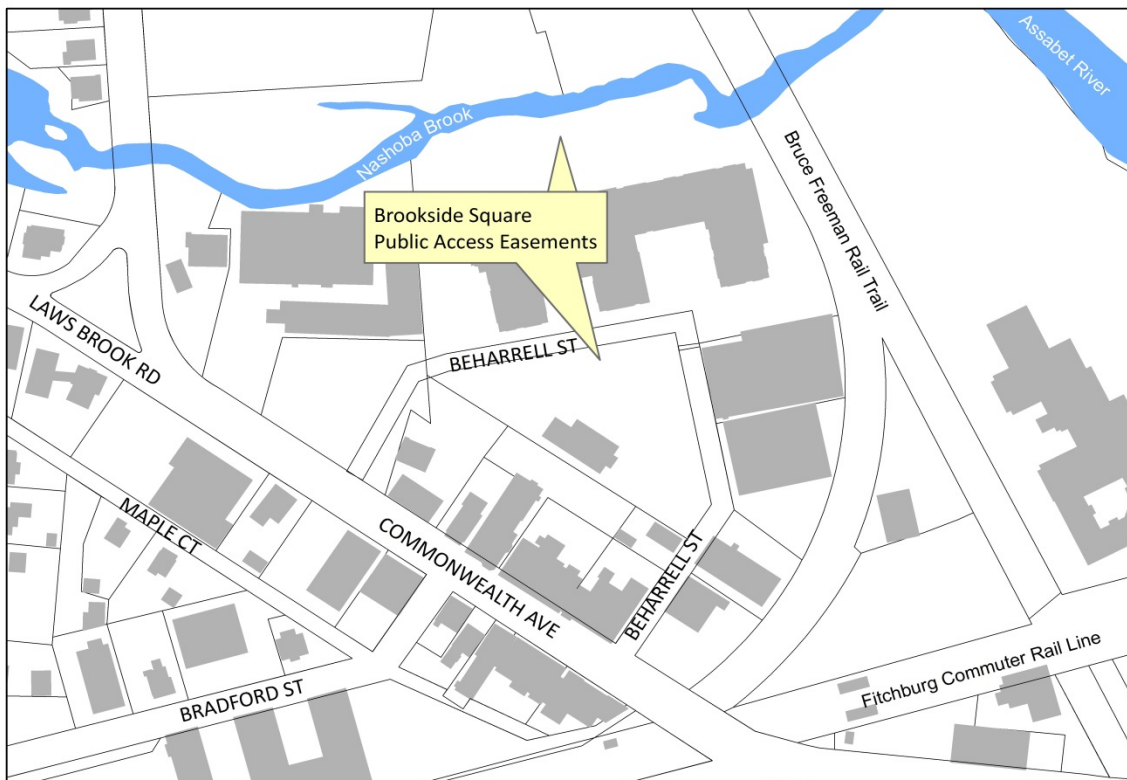 Assabet River
Nashoba Brook
Bruce Freeman Rail Trail
Brookside Square
Public Access Easements
LAWS BROOK RD
BEHARRELL ST
MAPLE CT
COMMONWEALTH AVE
BEHARRELL ST
BRADFORD ST
Fitchburg Commuter Rail Line